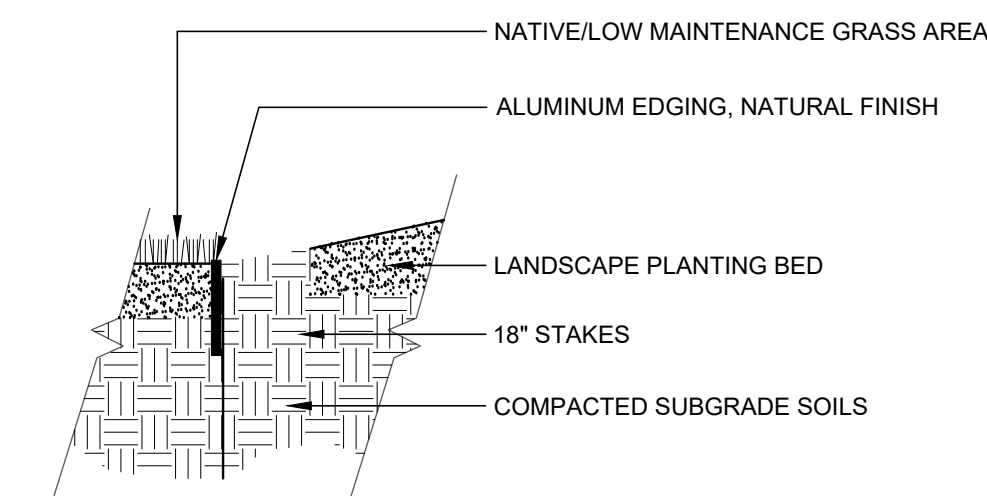 NATIVE/LOW MAINTENANCE GRASS AREA
ALUMINUM EDGING, NATURAL FINISH
LANDSCAPE PLANTING BED
18" STAKES
COMPACTED SUBGRADE SOILS